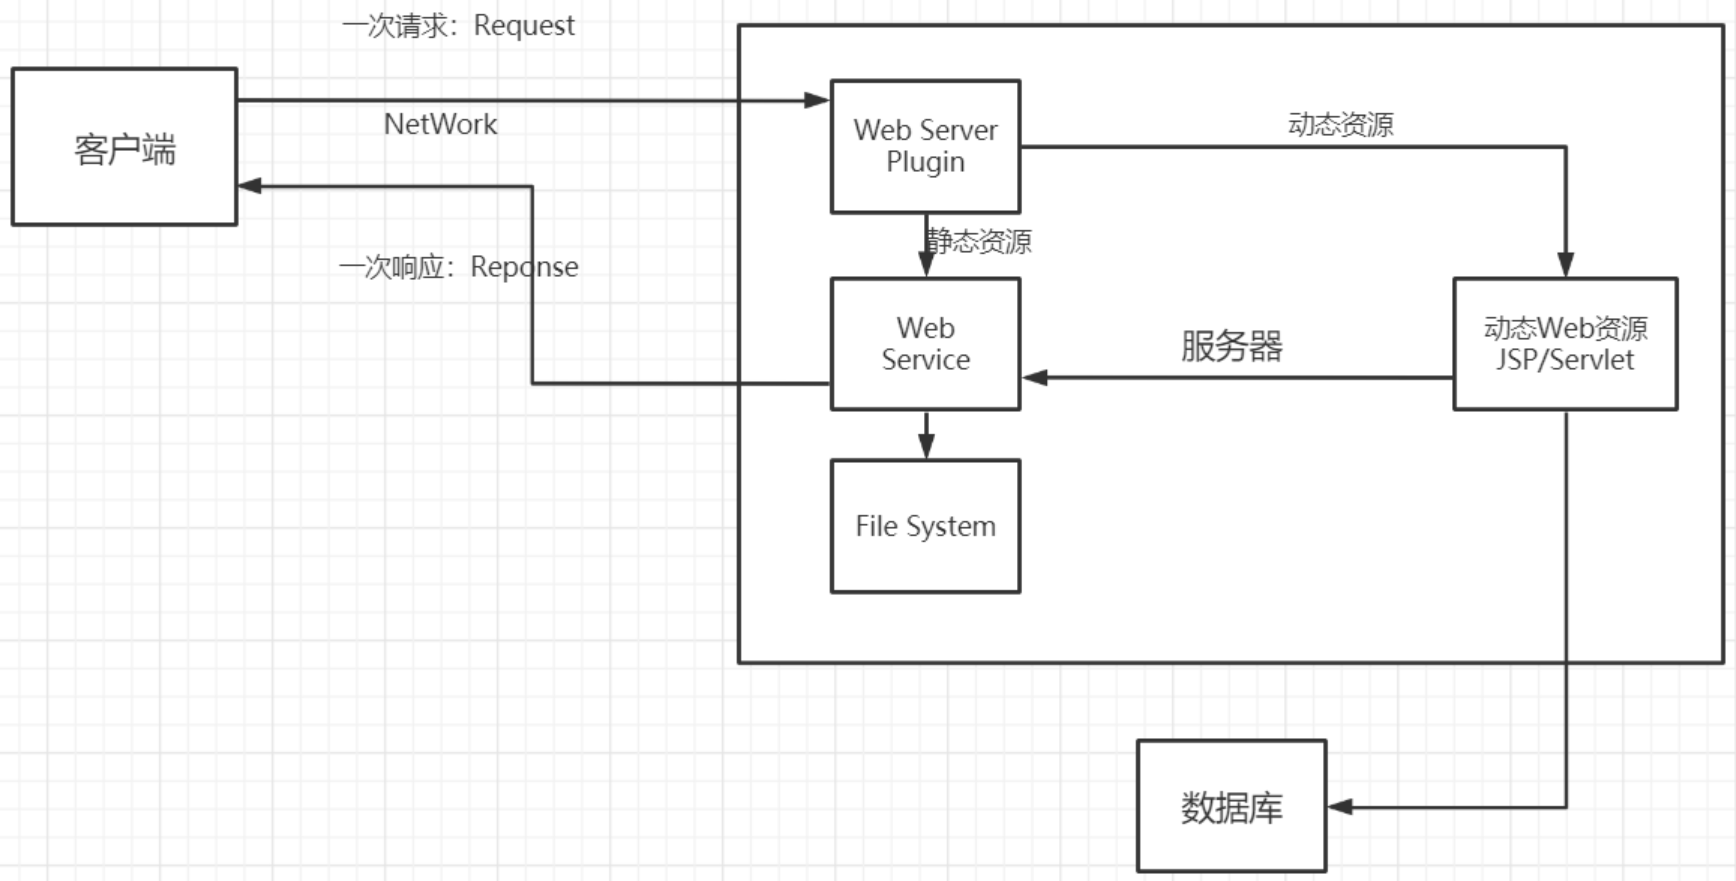 一次请求：Request
客户端
NetWork
一次响应：Reponse
Web Server
Plugin
动态资源
静态资源
Web
Service
服务器
动态Web资源
JSP/Servlet
File System
数据库